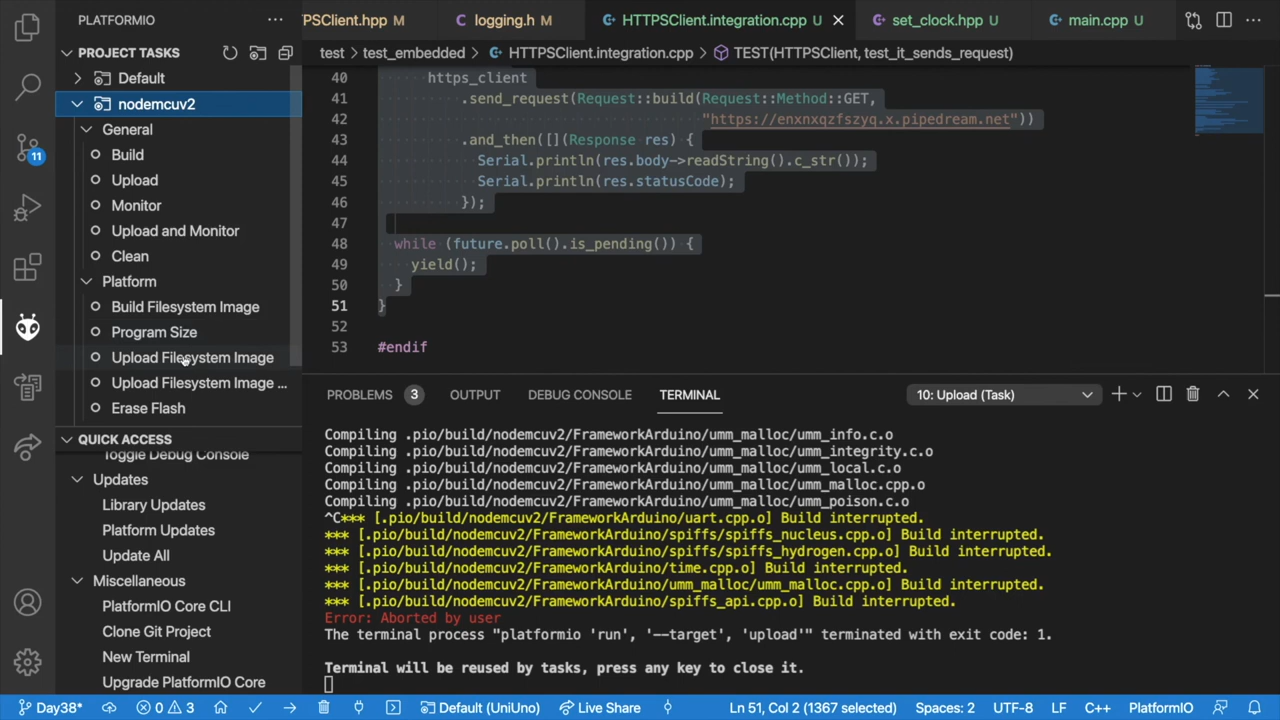 PLATFORMIO
PROJECT TASKS
Default
nodemcuv2
General
Build
Upload
Monitor
Upload and Monitor
Clean
Platform
Build Filesystem Image
Program Size
Upload Filesystem Image
Upload Filesystem Image ...
Erase Flash
QUICK ACCESS
Toggle Debug Console
Updates
Library Updates
Platform Updates
Update All
Miscellaneous
PlatformIO Core CLI
Clone Git Project
New Terminal
Upgrade PlatformIO Core
11
PSClient.hpp M
logging.h M
HTTPSClient.integration.cpp U
set_clock.hpp U
main.cpp U
test > test_embedded > HTTPSClient.integration.cpp > TEST(HTTPSClient, test_it_sends_request)
40 https_client
41 .send_request(Request::build(Request::Method::GET,
42 "https://enxnxqzfszyq.x.pipedream.net"))
43 .and_then([](Response res) {
44 Serial.println(res.body->readString().c_str());
45 Serial.println(res.statusCode);
46 });
47
48 while (future.poll().is_pending()) {
49 yield();
50 }
51 }
52
53 #endif
PROBLEMS 3 OUTPUT DEBUG CONSOLE TERMINAL 10: Upload (Task)
Compiling .pio/build/nodemcuv2/FrameworkArduino/umm_malloc/umm_info.c.o
Compiling .pio/build/nodemcuv2/FrameworkArduino/umm_malloc/umm_integrity.c.o
Compiling .pio/build/nodemcuv2/FrameworkArduino/umm_malloc/umm_local.c.o
Compiling .pio/build/nodemcuv2/FrameworkArduino/umm_malloc/umm_malloc.cpp.o
Compiling .pio/build/nodemcuv2/FrameworkArduino/umm_malloc/umm_poison.c.o
^C*** [.pio/build/nodemcuv2/FrameworkArduino/uart.cpp.o] Build interrupted.
*** [.pio/build/nodemcuv2/FrameworkArduino/spiffs/spiffs_nucleus.cpp.o] Build interrupted.
*** [.pio/build/nodemcuv2/FrameworkArduino/spiffs/spiffs_hydrogen.cpp.o] Build interrupted.
*** [.pio/build/nodemcuv2/FrameworkArduino/time.cpp.o] Build interrupted.
*** [.pio/build/nodemcuv2/FrameworkArduino/umm_malloc/umm_malloc.cpp.o] Build interrupted.
*** [.pio/build/nodemcuv2/FrameworkArduino/spiffs_api.cpp.o] Build interrupted.
Error: Aborted by user
The terminal process "platformio 'run', '--target', 'upload'" terminated with exit code: 1.
Terminal will be reused by tasks, press any key to close it.
Day38* 0 3 Default (UniUno) Live Share Ln 51, Col 2 (1367 selected) Spaces: 2 UTF-8 LF C++ PlatformIO